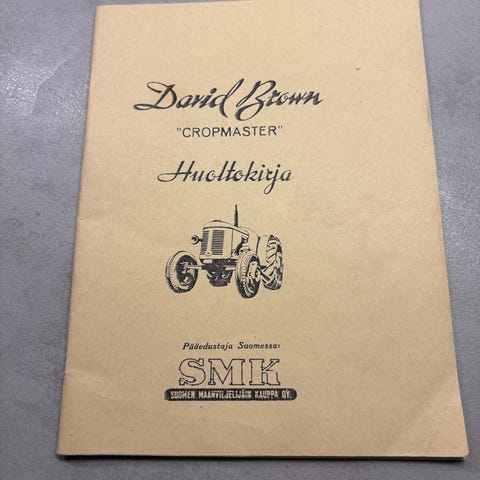 David Brown
"CROPMASTER"
Huoltokirja
Pääedustaja Suomessa:
SMK
SUOMEN MAANVILJELIJÄIN KAUPPA OY.